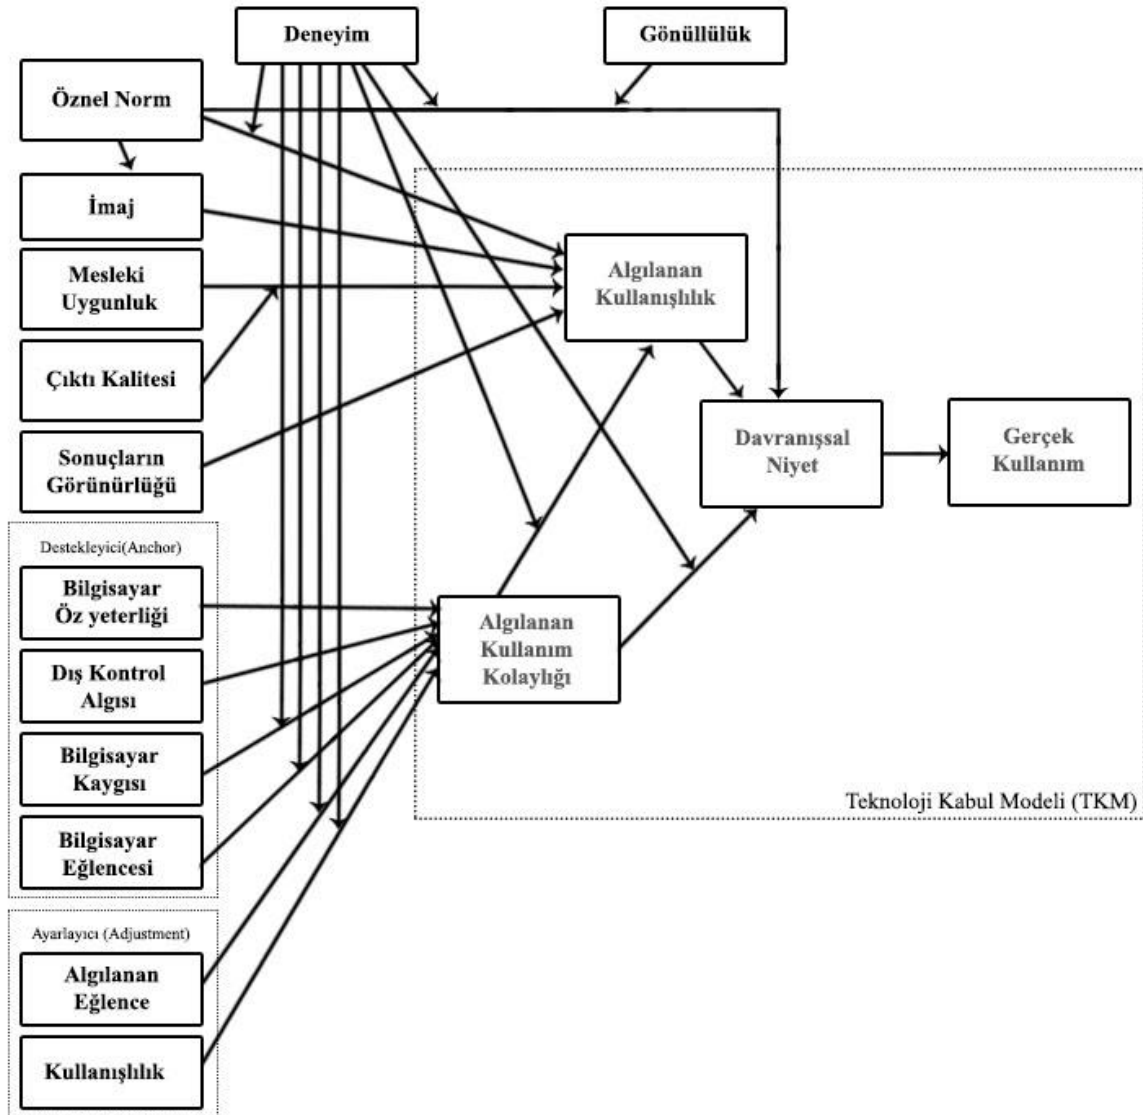 Deneyim
Gönüllülük
Öznel Norm
İmaj
Mesleki
Uygunluk
Çıktı Kalitesi
Sonuçların
Görünürlüğü
Algılanan
Kullanışlılık
Davranışsal
Niyet
Gerçek
Kullanım
Destekleyici(Anchor)
Bilgisayar
Öz yeterliği
Dış Kontrol
Algısı
Bilgisayar
Kaygısı
Bilgisayar
Eğlencesi
Algılanan
Kullanım
Kolaylığı
Teknoloji Kabul Modeli (TKM)
Ayarlayıcı (Adjustment)
Algılanan
Eğlence
Kullanışlılık